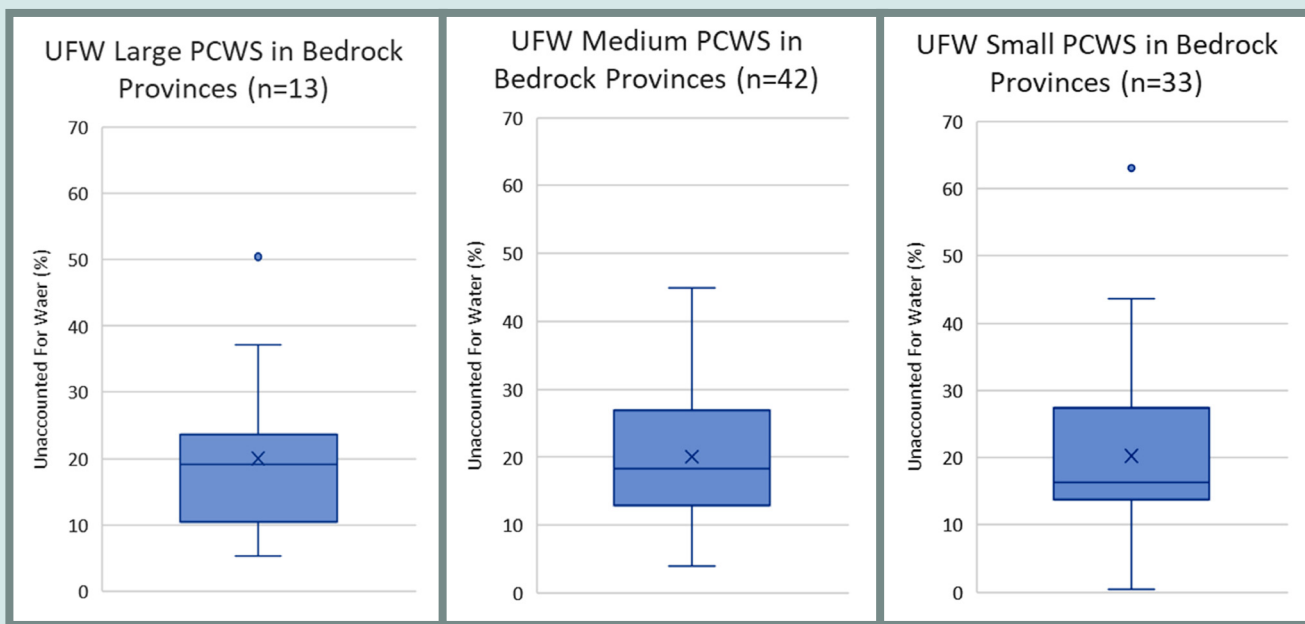 UFW Large PCWS in Bedrock
Provinces (n=13)
70
60
50
40
30
20
10
0
Unaccounted For Waer (%)
UFW Medium PCWS in
Bedrock Provinces (n=42)
70
60
50
40
30
20
10
0
Unaccounted For Water (%)
UFW Small PCWS in Bedrock
Provinces (n=33)
70
60
50
40
30
20
10
0
Unaccounted For Water (%)